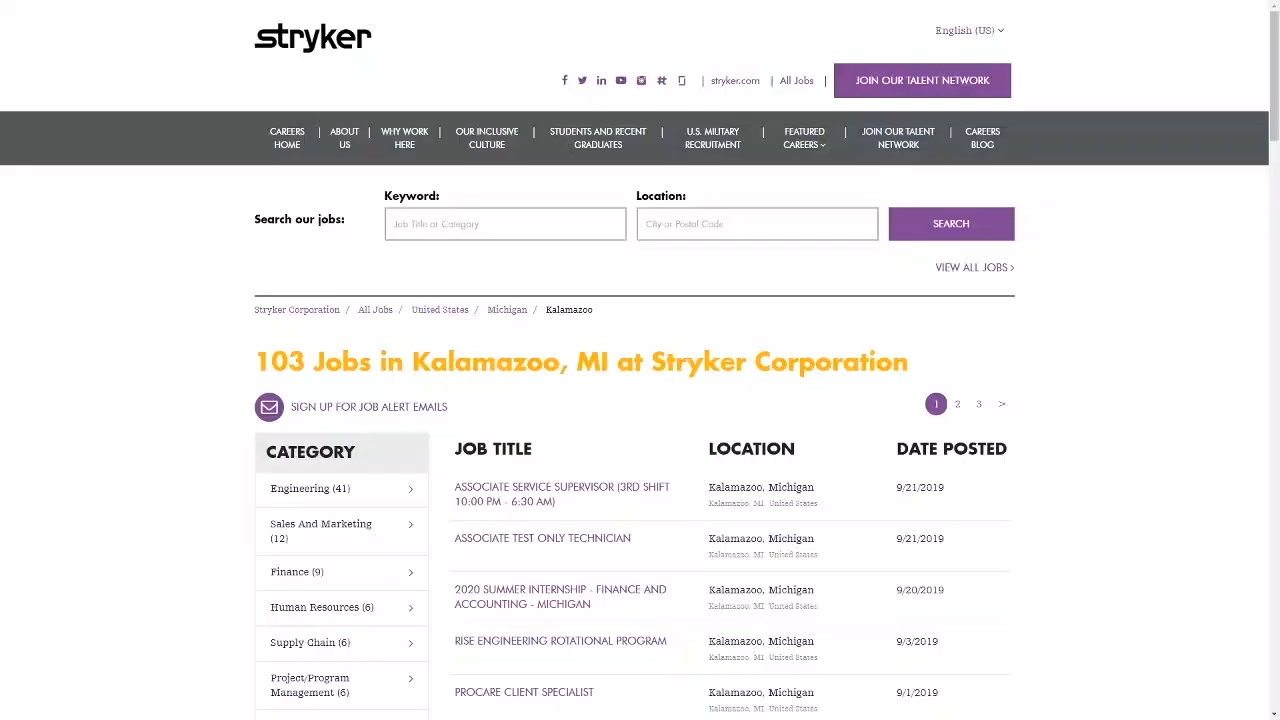 stryker
English (US)
stryker.com | All Jobs |
JOIN OUR TALENT NETWORK
CAREERS HOME | ABOUT US | WHY WORK HERE | OUR INCLUSIVE CULTURE | STUDENTS AND RECENT GRADUATES | U.S. MILITARY RECRUITMENT | FEATURED CAREERS | JOIN OUR TALENT NETWORK | CAREERS BLOG
Keyword: Location:
Search our jobs: Job Title or Category City or Postal Code SEARCH
VIEW ALL JOBS >
Stryker Corporation / All Jobs / United States / Michigan / Kalamazoo
103 Jobs in Kalamazoo, MI at Stryker Corporation
SIGN UP FOR JOB ALERT EMAILS 1 2 3 >
CATEGORY
Engineering (41)
Sales And Marketing
(12)
Finance (9)
Human Resources (6)
Supply Chain (6)
Project/Program
Management (6)
JOB TITLE LOCATION DATE POSTED
ASSOCIATE SERVICE SUPERVISOR (3RD SHIFT Kalamazoo, Michigan 9/21/2019
10:00 PM - 6:30 AM) Kalamazoo, MI United States
ASSOCIATE TEST ONLY TECHNICIAN Kalamazoo, Michigan 9/21/2019
Kalamazoo, MI United States
2020 SUMMER INTERNSHIP - FINANCE AND Kalamazoo, Michigan 9/20/2019
ACCOUNTING - MICHIGAN Kalamazoo, MI United States
RISE ENGINEERING ROTATIONAL PROGRAM Kalamazoo, Michigan 9/3/2019
Kalamazoo, MI United States
PROCARE CLIENT SPECIALIST Kalamazoo, Michigan 9/1/2019
Kalamazoo, MI United States